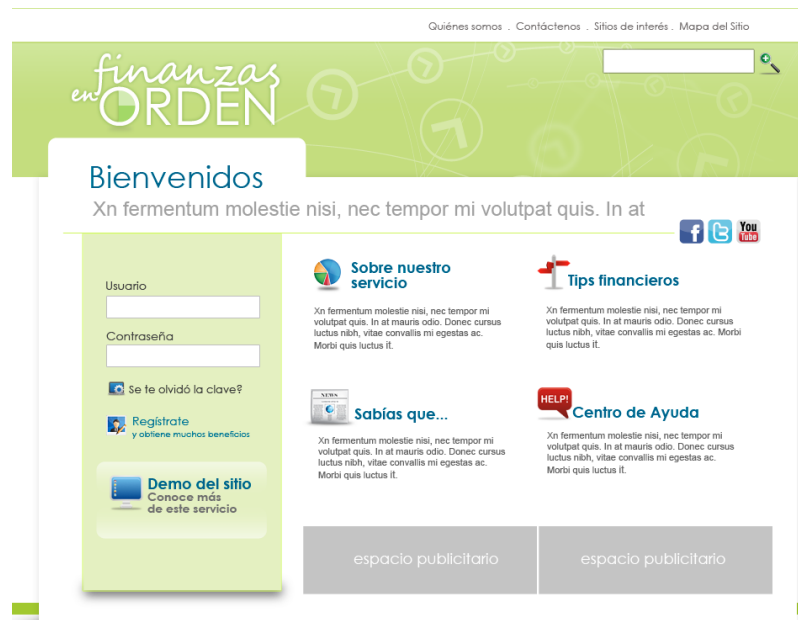 Quiénes somos . Contáctenos . Sitios de interés . Mapa del Sitio
finanzas
en ORDEN
Bienvenidos
Xn fermentum molestie nisi, nec tempor mi volutpat quis. In at
f
You
Tube
Usuario
Contraseña
Se te olvidó la clave?
Regístrate
y obtiene muchos beneficios
Demo del sitio
Conoce más
de este servicio
Sobre nuestro
servicio
Xn fermentum molestie nisi, nec tempor mi
volutpat quis. In at mauris odio. Donec cursus
luctus nibh, vitae convallis mi egestas ac.
Morbi quis luctus it.
Tips financieros
Xn fermentum molestie nisi, nec tempor mi
volutpat quis. In at mauris odio. Donec cursus
luctus nibh, vitae convallis mi egestas ac. Morbi
quis luctus it.
NEWS
Sabías que...
Xn fermentum molestie nisi, nec tempor mi
volutpat quis. In at mauris odio. Donec cursus
luctus nibh, vitae convallis mi egestas ac.
Morbi quis luctus it.
HELP!
Centro de Ayuda
Xn fermentum molestie nisi, nec tempor mi
volutpat quis. In at mauris odio. Donec cursus
luctus nibh, vitae convallis mi egestas ac.
Morbi quis luctus it.
espacio publicitario
espacio publicitario